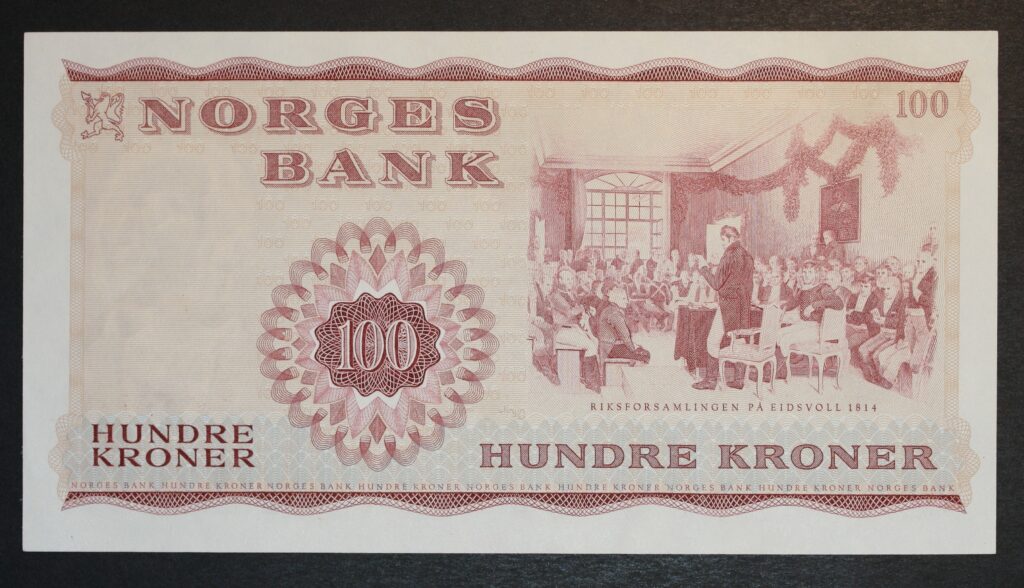 NORGES
BANK
100
100
RIKSFORSAMLINGEN PÅ EIDSVOLL 1814
HUNDRE
KRONER
HUNDRE KRONER
NORGES BANK HUNDRE KRONER NORGES BANK HUNDRE KRONER NORGES BANK HUNDRE KRONER NORGES BANK HUNDRE KRONER NORGES BANK